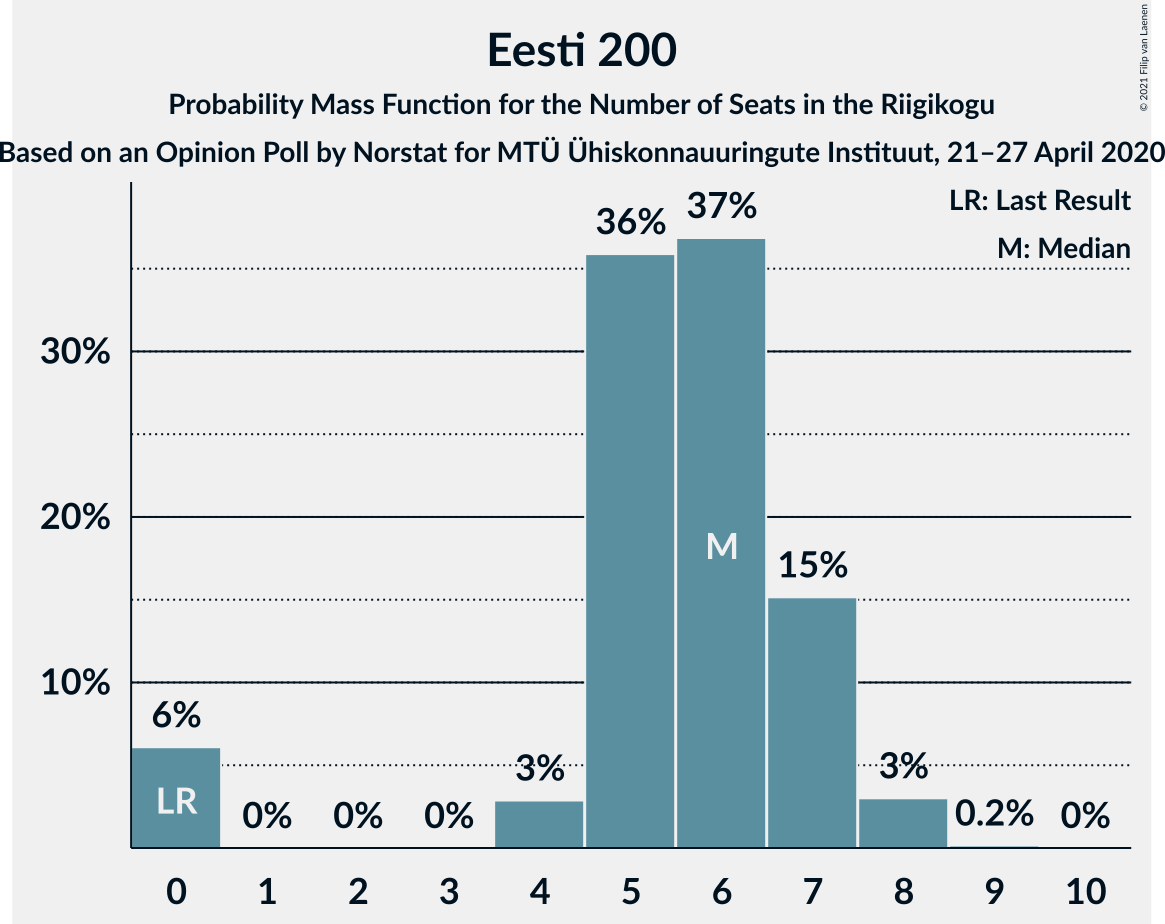 Eesti 200
Probability Mass Function for the Number of Seats in the Riigikogu
Based on an Opinion Poll by Norstat for MTÜ Ühiskonnauuringute Instituut, 21–27 April 2020
© 2021 Filip van Laenen
LR: Last Result
M: Median
30%
20%
10%
6%
0%
0%
0%
3%
36%
37%
15%
3%
0.2%
0%
LR
M
0 1 2 3 4 5 6 7 8 9 10